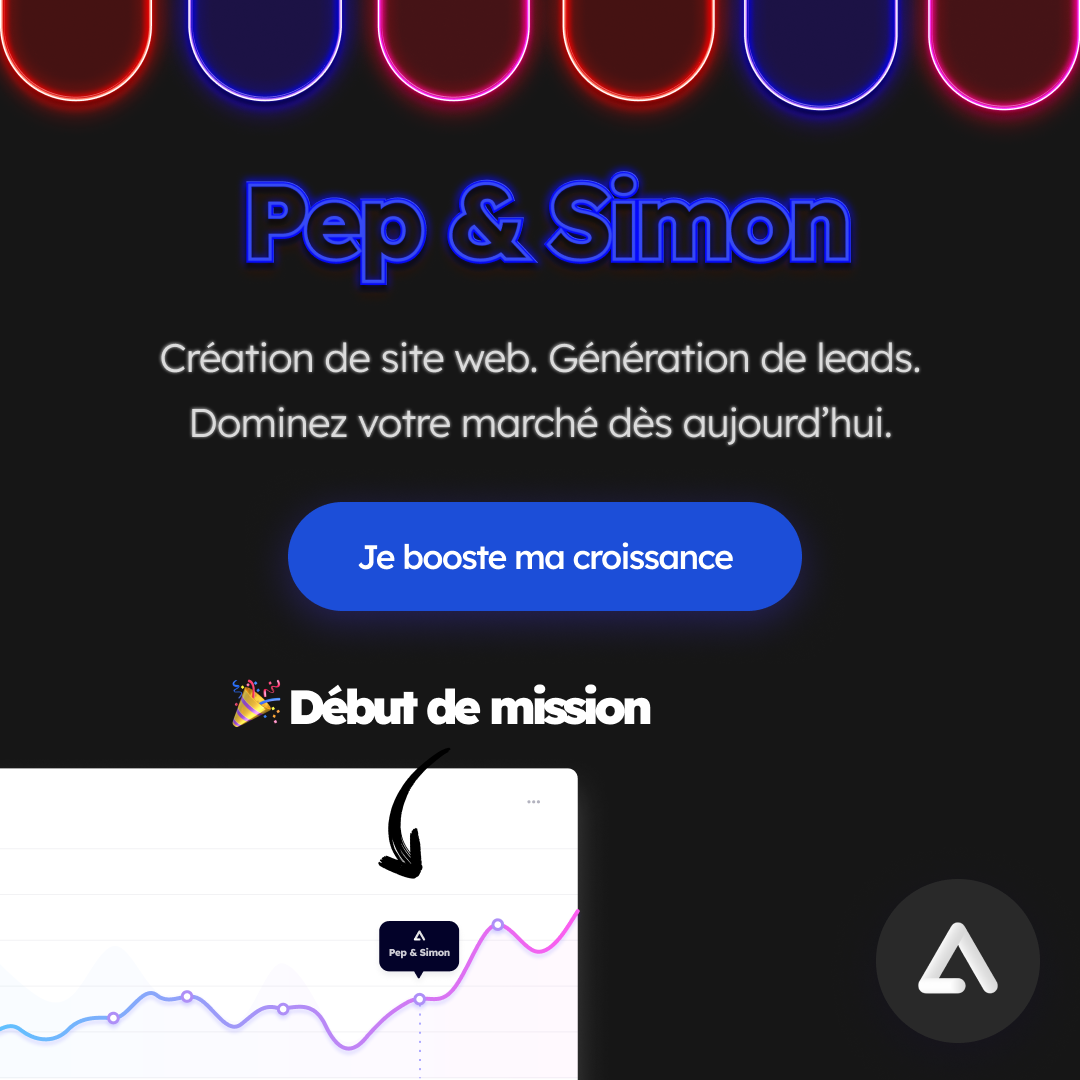 Pep & Simon
Création de site web. Génération de leads.
Dominez votre marché dès aujourd’hui.
Je booste ma croissance
🎉 Début de mission
Pep & Simon